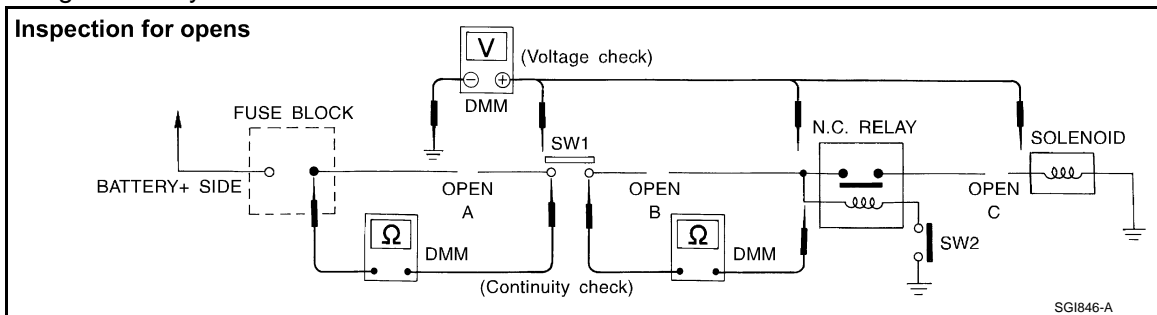 Inspection for opens
V
(Voltage check)
DMM
FUSE BLOCK
N.C. RELAY
SOLENOID
SW1
BATTERY+ SIDE
OPEN
A
OPEN
B
OPEN
C
Ω
DMM
Ω
DMM
SW2
(Continuity check)
SGI846-A